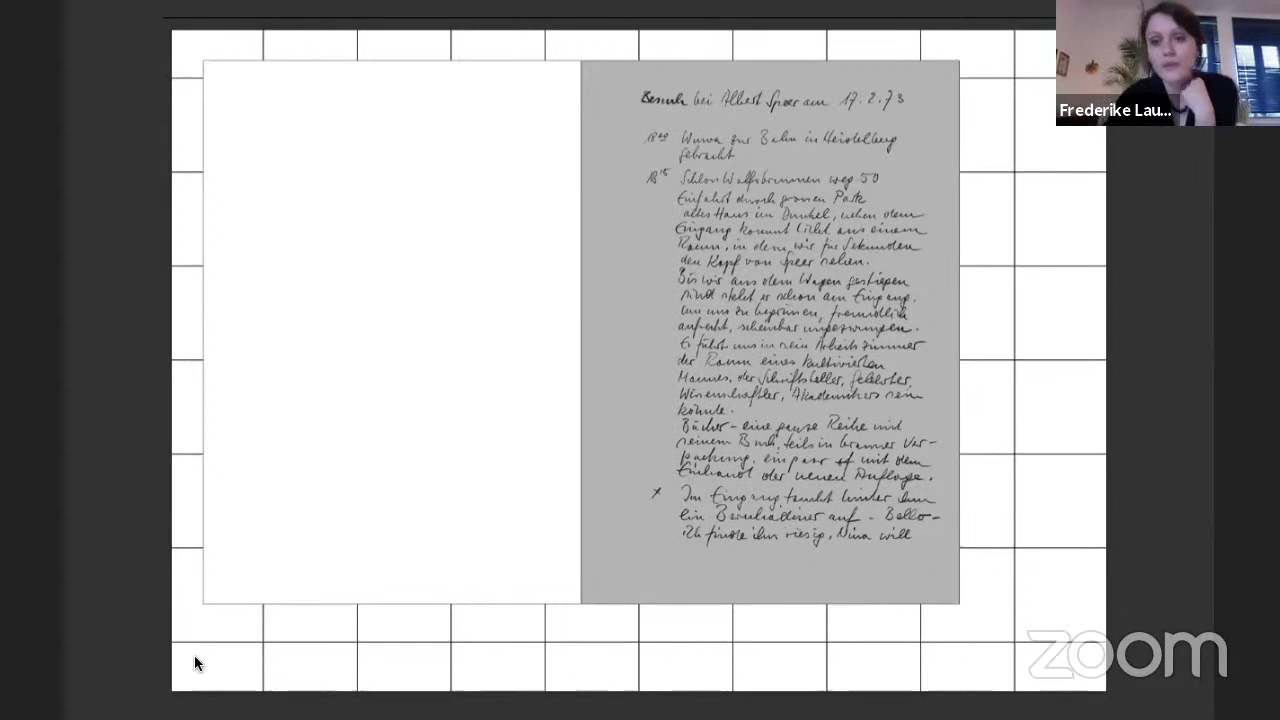 Besuch bei Albert Speer am 17.2.73
18⁰⁰ zur Bahn in Heidelberg
gebracht
18¹⁵ Schloss Wolfsbrunnen weg 50
Einfahrt durch grossen Park
altes Haus im Dunkel, neben dem
Eingang kommt Licht aus einem
Raum, in dem wir für Sekunden
den Kopf von Speer sehen.
Bis wir aus dem Wagen gestiegen
sind steht er schon am Eingang,
um uns zu begrüssen, freundlich
aufrecht, scheinbar ungezwungen.
Er führt uns in sein Arbeitszimmer
der Raum eines kultivierten
Mannes, der Schriftsteller, Gelehrter,
Wissenschaftler, Akademikers sein
könnte.
Bücher - eine ganze Reihe mit
seinem Buch, teils in brauner Ver-
packung, ein paar mit dem
Einband der neuen Auflage.
x Im Eingang taucht hinter ihm
ein Bernhardiner auf - Bello -
ich finde ihn riesig, Nina will
Frederike Lau...
zoom